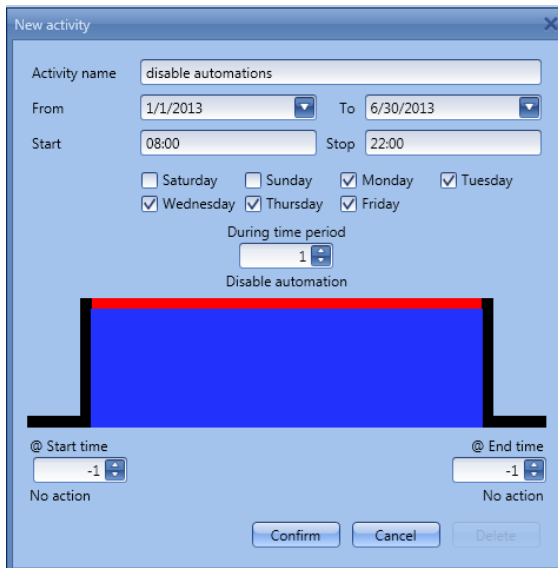 New activity
Activity name disable automations
From 1/1/2013 To 6/30/2013
Start 08:00 Stop 22:00
Saturday Sunday Monday Tuesday
Wednesday Thursday Friday
During time period
1
Disable automation
@ Start time @ End time
-1 -1
No action No action
Confirm Cancel Delete